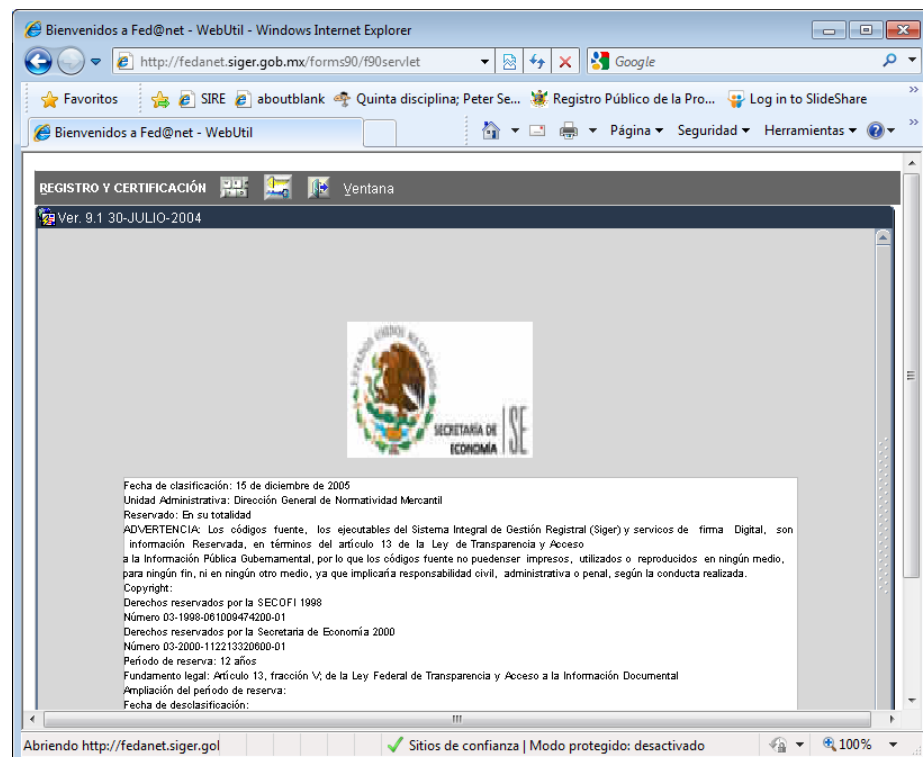 Bienvenidos a Fed@net - WebUtil - Windows Internet Explorer
http://fedanet.siger.gob.mx/forms90/f90servlet
Google
Favoritos SIRE aboutblank Quinta disciplina; Peter Se... Registro Público de la Pro... Log in to SlideShare »
Bienvenidos a Fed@net - WebUtil Página Seguridad Herramientas »
REGISTRO Y CERTIFICACIÓN Ventana
Ver. 9.1 30-JULIO-2004
ESTADOS UNIDOS MEXICANOS
SECRETARÍA DE
ECONOMÍA SE
Fecha de clasificación: 15 de diciembre de 2005
Unidad Administrativa: Dirección General de Normatividad Mercantil
Reservado: En su totalidad
ADVERTENCIA: Los códigos fuente, los ejecutables del Sistema Integral de Gestión Registral (Siger) y servicios de firma Digital, son
información Reservada, en términos del artículo 13 de la Ley de Transparencia y Acceso
a la Información Pública Gubernamental, por lo que los códigos fuente no puedenser impresos, utilizados o reproducidos en ningún medio,
para ningún fin, ni en ningún otro medio, ya que implicaría responsabilidad civil, administrativa o penal, según la conducta realizada.
Copyright:
Derechos reservados por la SECOFI 1998
Número 03-1998-061009474200-01
Derechos reservados por la Secretaria de Economía 2000
Número 03-2000-112213320600-01
Período de reserva: 12 años
Fundamento legal: Artículo 13, fracción V; de la Ley Federal de Transparencia y Acceso a la Información Documental
Ampliación del período de reserva:
Fecha de desclasificación:
Abriendo http://fedanet.siger.gol Sitios de confianza | Modo protegido: desactivado 100%